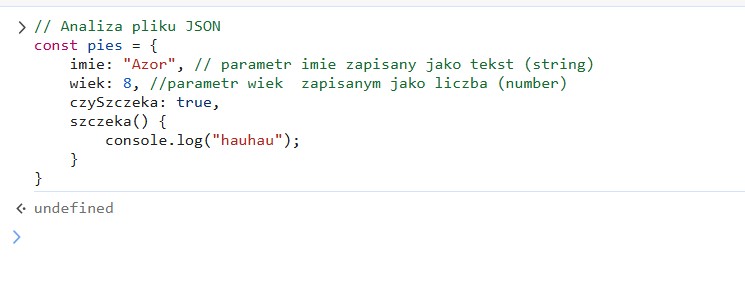 // Analiza pliku JSON
const pies = {
    imie: "Azor", // parametr imie zapisany jako tekst (string)
    wiek: 8, //parametr wiek  zapisanym jako liczba (number)
    czySzczeka: true,
    szczeka() {
        console.log("hauhau");
    }
}
undefined